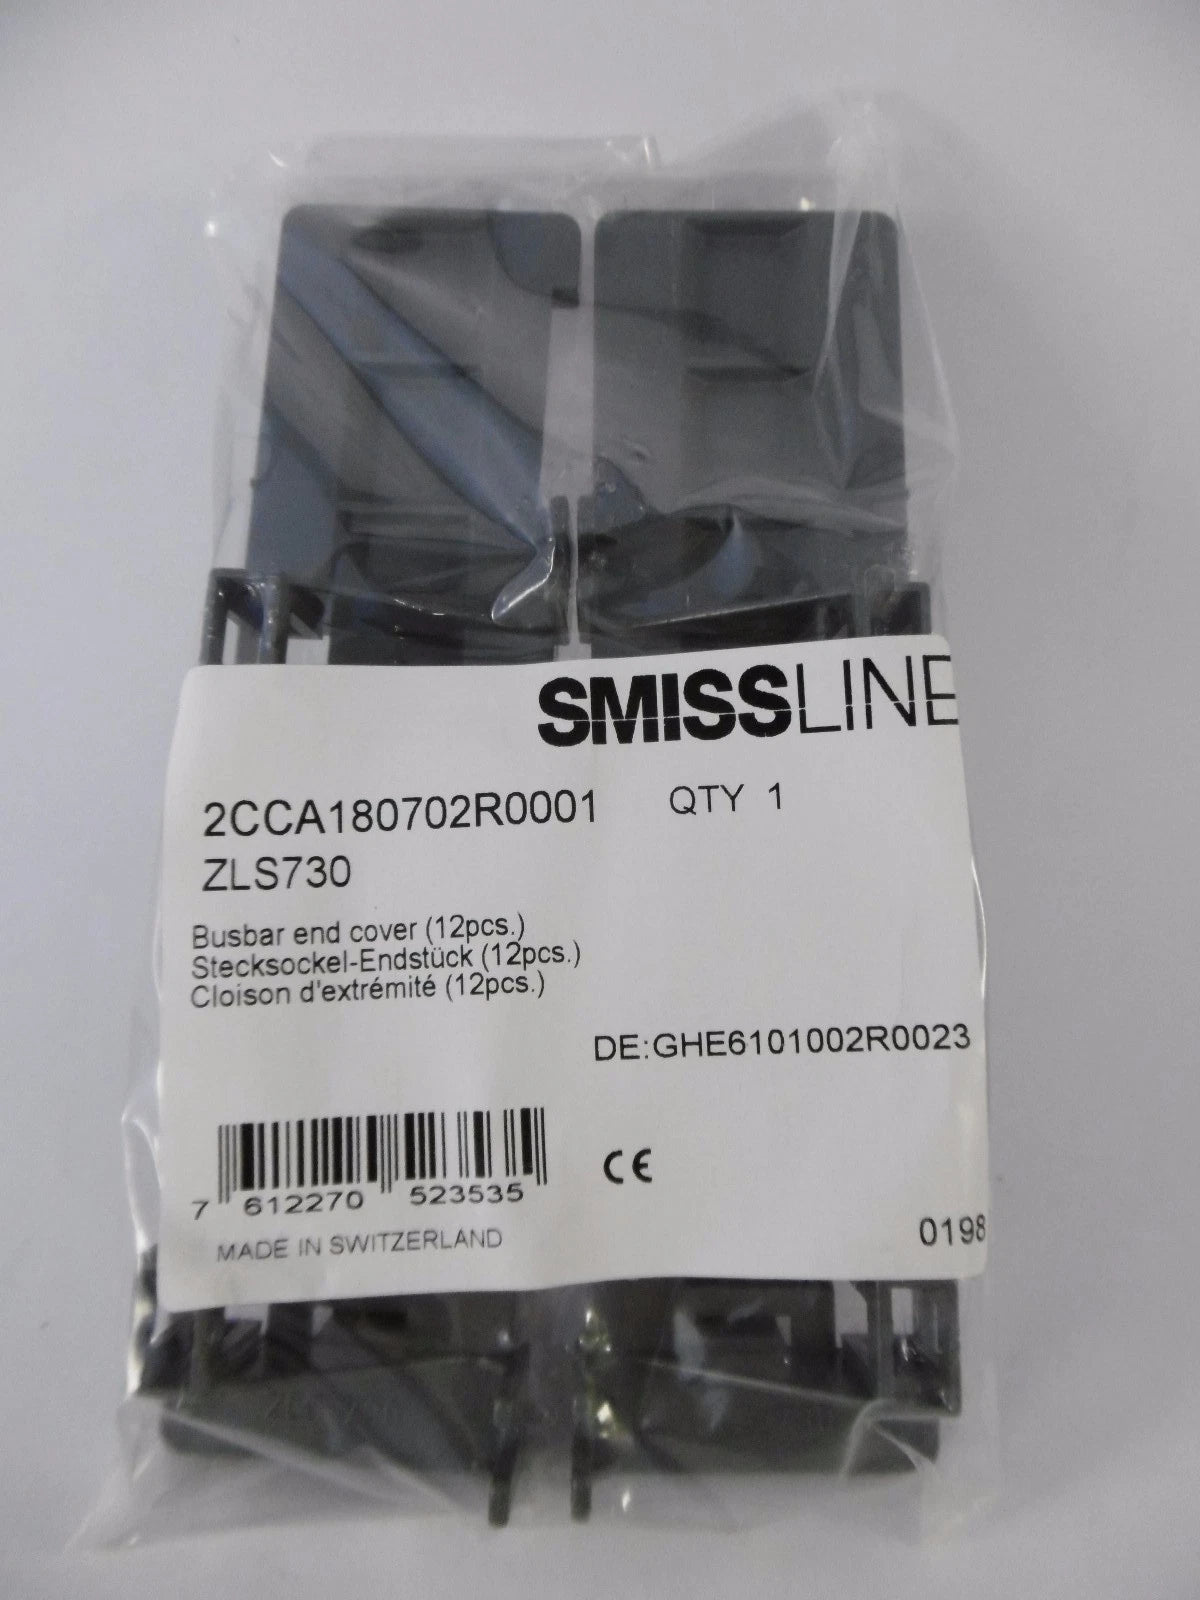 SMISSLINE
2CCA180702R0001 QTY 1
ZLS730
Busbar end cover (12pcs.)
Stecksockel-Endstück (12pcs.)
Cloison d'extrémité (12pcs.)
DE:GHE6101002R0023
7 612270 523535
CE
MADE IN SWITZERLAND
0198